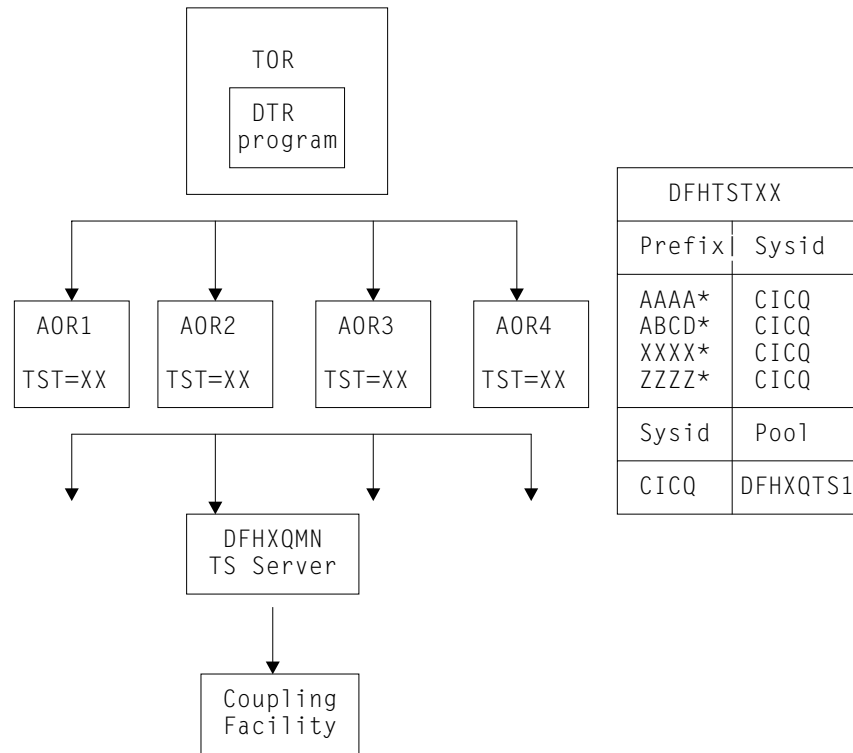 TOR
DTR
program
DFHTSTXX
Prefix Sysid
AAAA* CICQ
ABCD* CICQ
XXXX* CICQ
ZZZZ* CICQ
Sysid Pool
CICQ DFHXQTS1
AOR1 AOR2 AOR3 AOR4
TST=XX TST=XX TST=XX TST=XX
DFHXQMN
TS Server
Coupling
Facility